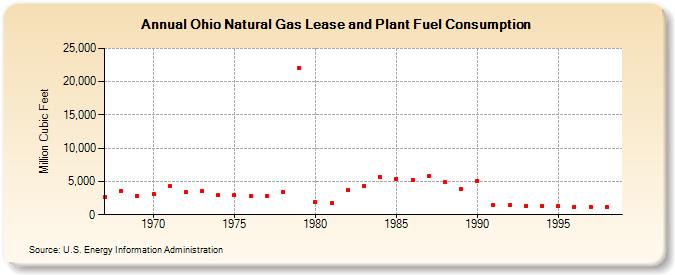 Annual Ohio Natural Gas Lease and Plant Fuel Consumption
Million Cubic Feet
25,000
20,000
15,000
10,000
5,000
0
1970 1975 1980 1985 1990 1995
Source: U.S. Energy Information Administration